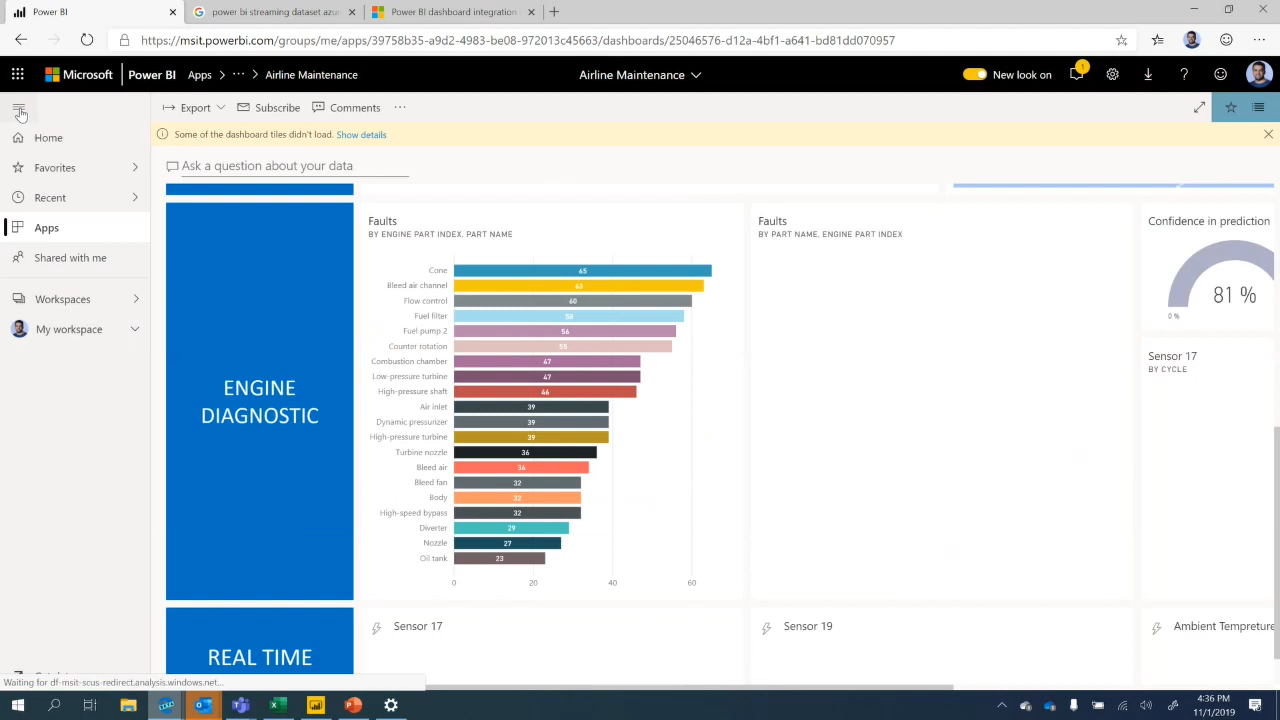 Power BI
power bi streaming dataset azu
Power BI dashboard integration
https://msit.powerbi.com/groups/me/apps/39758b35-a9d2-4983-be08-972013c45663/dashboards/25046576-d12a-4bf1-a641-bd81dd070957
Microsoft Power BI Apps > ··· > Airline Maintenance
Airline Maintenance
New look on
1
Export
Subscribe
Comments
Home
Favorites
Recent
Apps
Shared with me
Workspaces
My workspace
Some of the dashboard tiles didn't load. Show details
Ask a question about your data
ENGINE
DIAGNOSTIC
Faults
BY ENGINE PART INDEX, PART NAME
Cone 65
Bleed air channel 63
Flow control 60
Fuel filter 58
Fuel pump 2 56
Counter rotation 55
Combustion chamber 47
Low-pressure turbine 47
High-pressure shaft 46
Air inlet 39
Dynamic pressurizer 39
High-pressure turbine 39
Turbine nozzle 36
Bleed air 34
Bleed fan 32
Body 32
High-speed bypass 32
Diverter 29
Nozzle 27
Oil tank 23
0 20 40 60
Faults
BY PART NAME, ENGINE PART INDEX
Confidence in prediction
81 %
0 %
Sensor 17
BY CYCLE
REAL TIME
Sensor 17
Sensor 19
Ambient Tempreture
Waiting for df-msit-scus-redirect.analysis.windows.net...
4:36 PM
11/1/2019